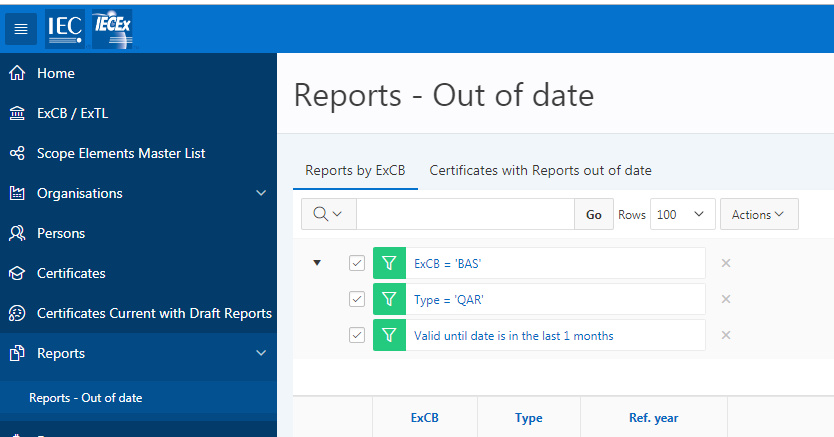 IEC IECEx
Home
ExCB / ExTL
Scope Elements Master List
Organisations
Persons
Certificates
Certificates Current with Draft Reports
Reports
Reports - Out of date
Reports - Out of date
Reports by ExCB Certificates with Reports out of date
Go Rows 100 Actions
ExCB = 'BAS'
Type = 'QAR'
Valid until date is in the last 1 months
ExCB Type Ref. year